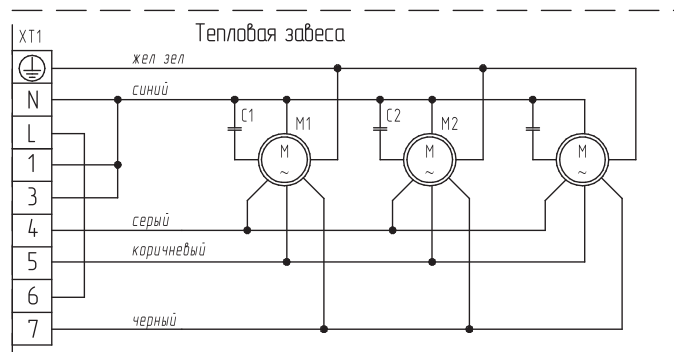 Тепловая завеса
XT1
жел зел
N
синий
L
C1
M1
C2
M2
1
M
~
M
~
M
~
3
4
серый
5
коричневый
6
7
черный